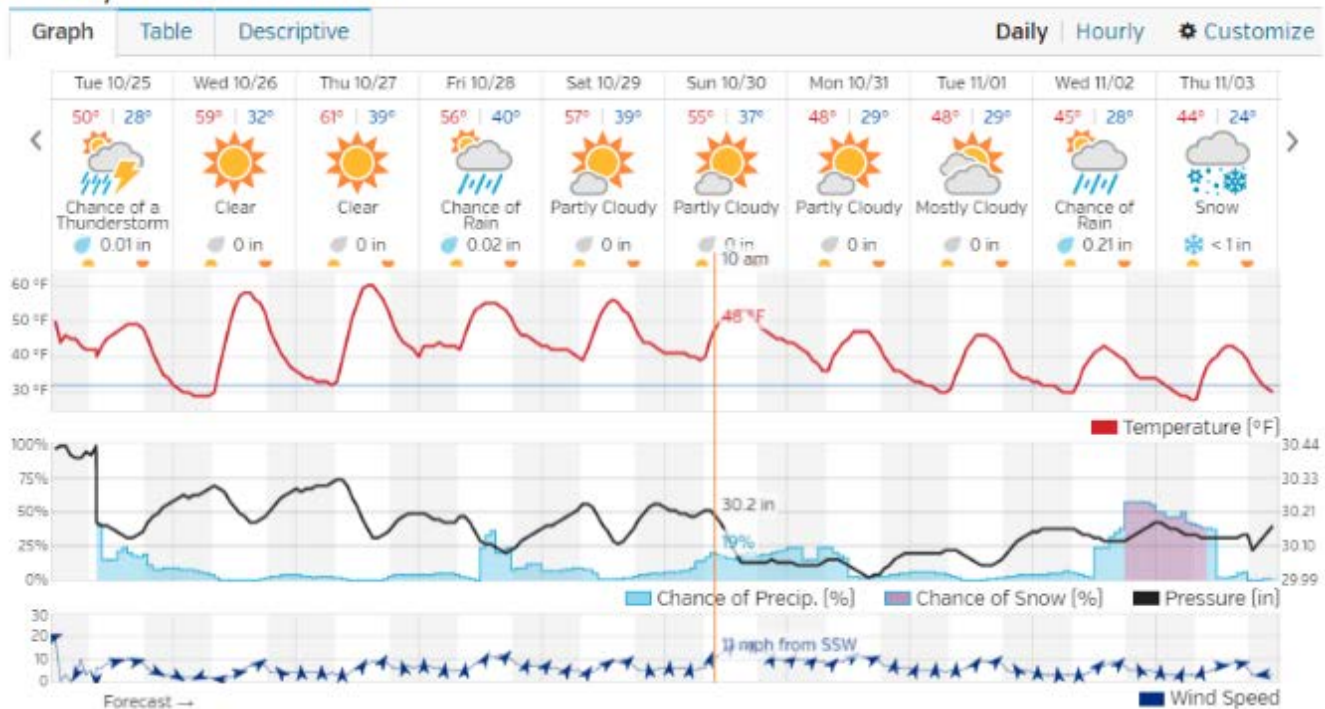 Graph Table Descriptive Daily | Hourly Customize
Tue 10/25 Wed 10/26 Thu 10/27 Fri 10/28 Sat 10/29 Sun 10/30 Mon 10/31 Tue 11/01 Wed 11/02 Thu 11/03
50° | 28° 59° | 32° 61° | 39° 56° | 40° 57° | 39° 55° | 37° 48° | 29° 48° | 29° 45° | 28° 44° | 24°
Chance of a Clear Clear Chance of Partly Cloudy Partly Cloudy Partly Cloudy Mostly Cloudy Chance of Snow
Thunderstorm Rain Rain
0.01 in 0 in 0 in 0.02 in 0 in 0 in 0 in 0 in 0.21 in < 1 in
10 am
60 °F
50 °F
48 °F
40 °F
30 °F
Temperature (°F)
100% 30.44
75% 30.33
30.2 in
50% 30.21
19%
25% 30.10
0% 29.99
Chance of Precip. (%) Chance of Snow (%) Pressure (in)
30
20
11 mph from SSW
10
0
Forecast → Wind Speed